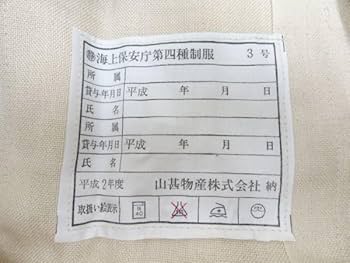 海上保安庁第四種制服 3号
所属
貸与年月日 平成 年 月 日
氏名
所属
貸与年月日 平成 年 月 日
氏名
平成2年度 山甚物産株式会社 納
取扱い絵表示